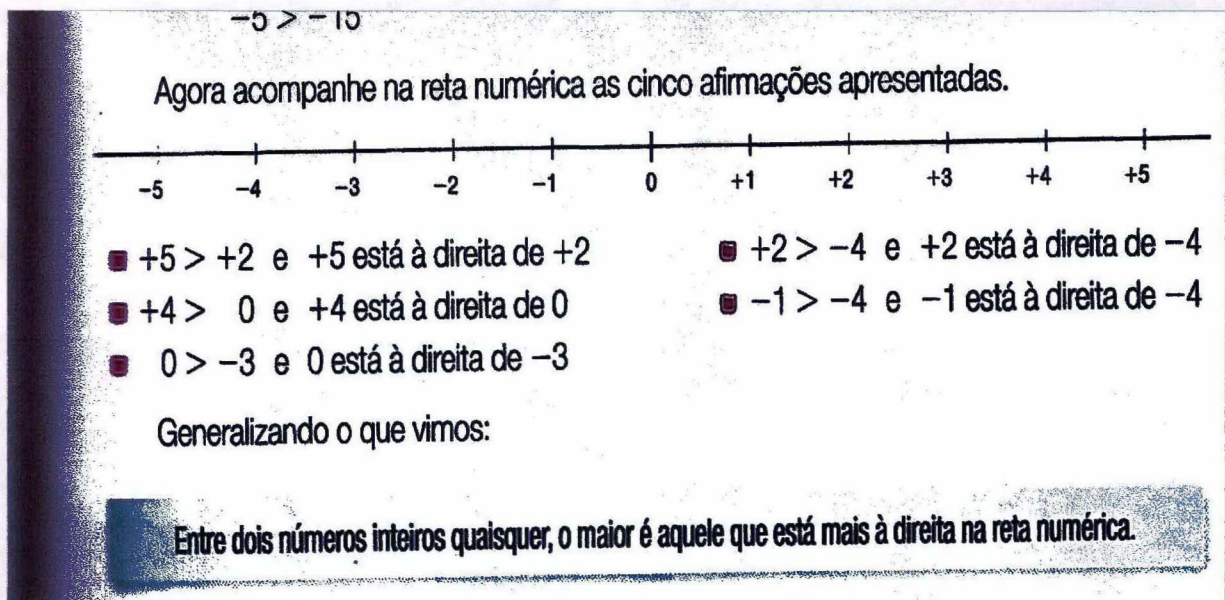 −5 > −15
Agora acompanhe na reta numérica as cinco afirmações apresentadas.
−5 −4 −3 −2 −1 0 +1 +2 +3 +4 +5
+5 > +2 e +5 está à direita de +2
+4 > 0 e +4 está à direita de 0
0 > −3 e 0 está à direita de −3
+2 > −4 e +2 está à direita de −4
−1 > −4 e −1 está à direita de −4
Generalizando o que vimos:
Entre dois números inteiros quaisquer, o maior é aquele que está mais à direita na reta numérica.